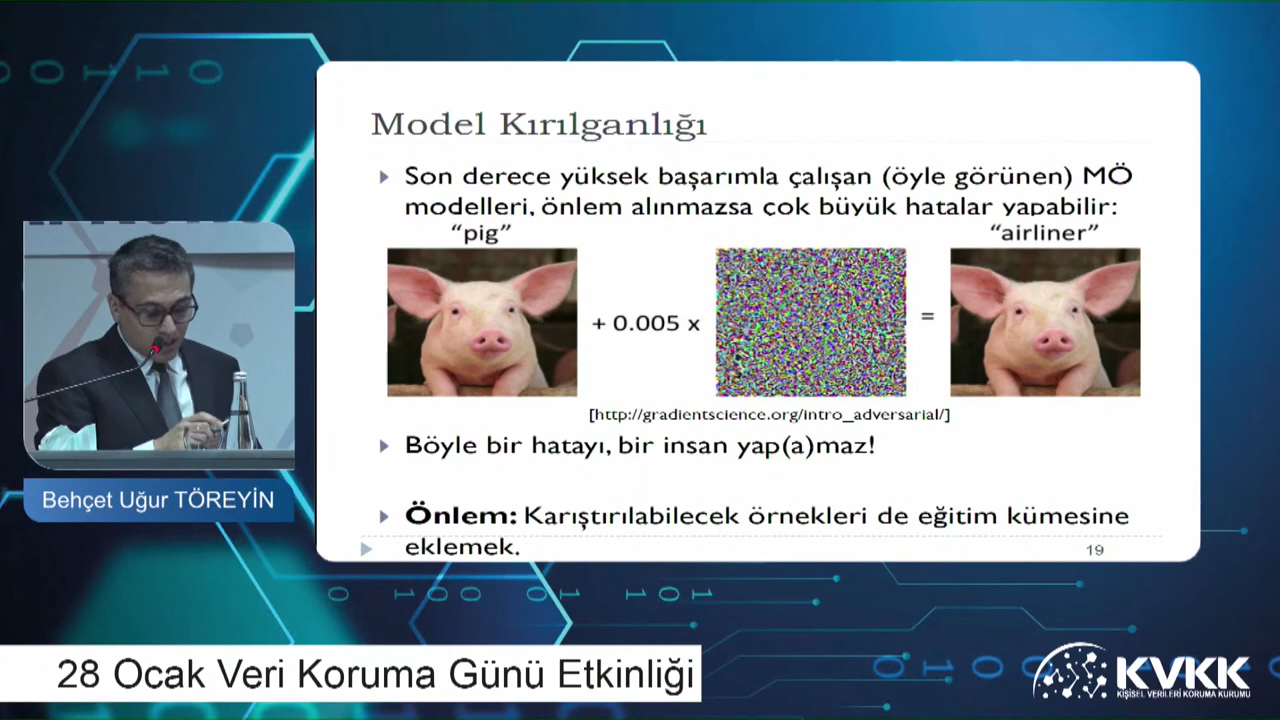 Model Kırılganlığı
Son derece yüksek başarımla çalışan (öyle görünen) MÖ
modelleri, önlem alınmazsa çok büyük hatalar yapabilir:
“pig”
“airliner”
+ 0.005 x
=
[http://gradientscience.org/intro_adversarial/]
Böyle bir hatayı, bir insan yap(a)maz!
Önlem: Karıştırılabilecek örnekleri de eğitim kümesine
eklemek.
19
Behçet Uğur TÖREYİN
28 Ocak Veri Koruma Günü Etkinliği
KVKK
KİŞİSEL VERİLERİ KORUMA KURUMU